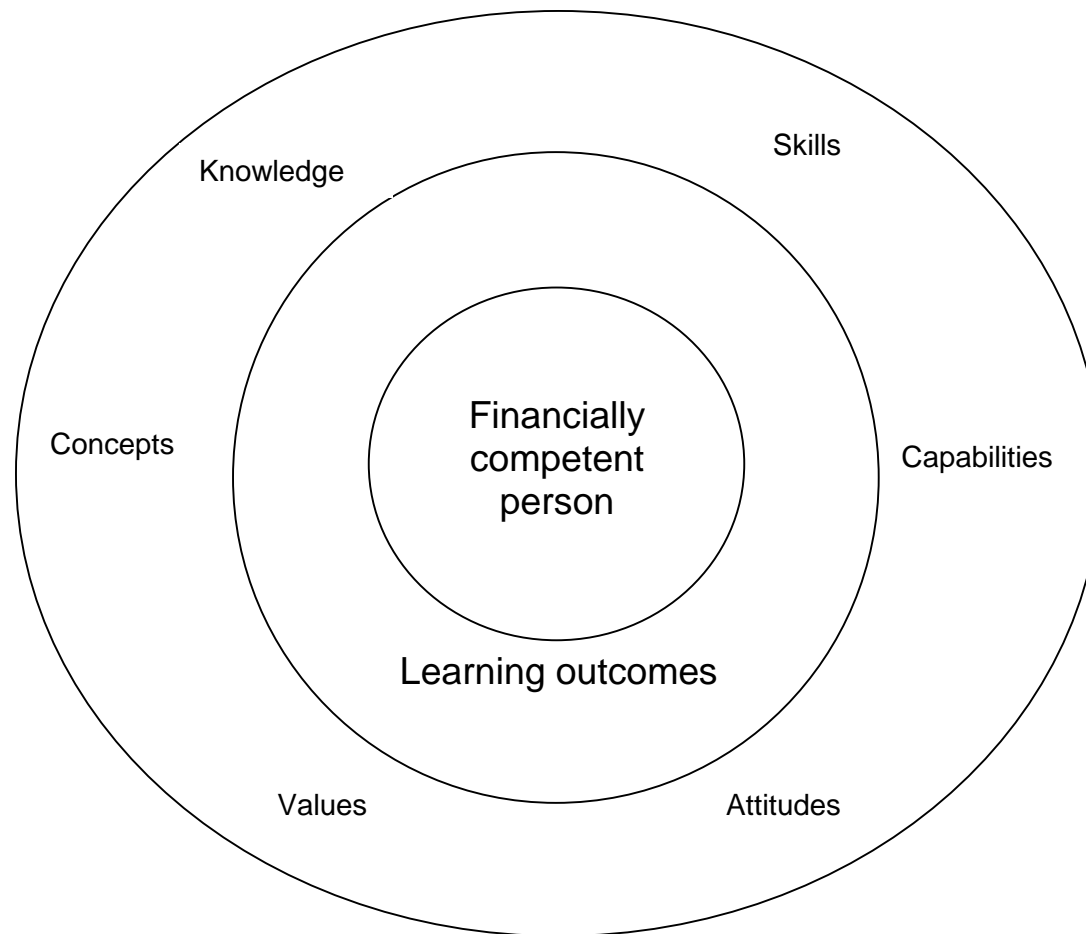 Skills
Knowledge
Financially
competent
person
Concepts
Capabilities
Learning outcomes
Values
Attitudes